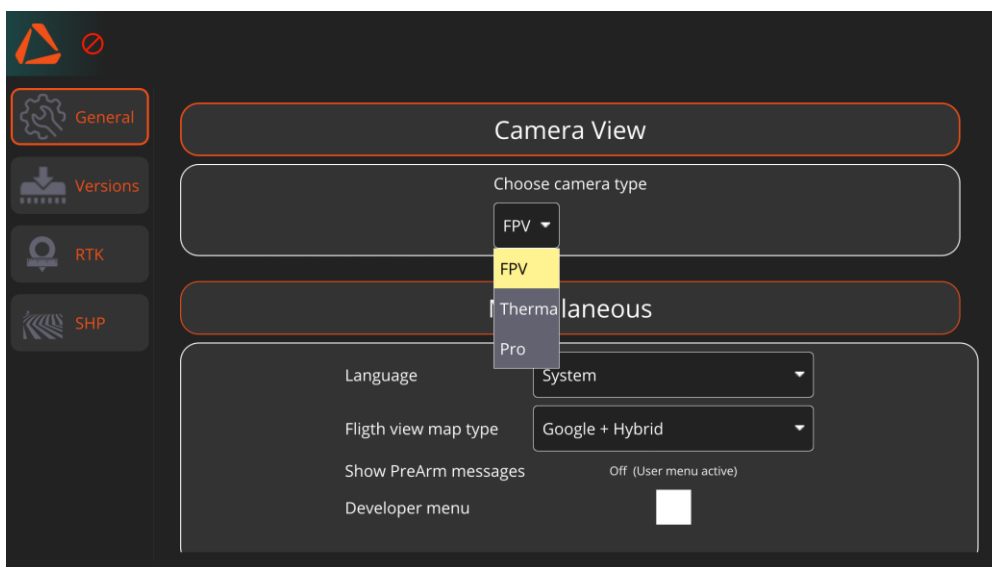 General
Camera View
Versions
Choose camera type
FPV
RTK
FPV
Therma
laneous
SHP
Pro
Language
System
Fligth view map type
Google + Hybrid
Show PreArm messages
Off (User menu active)
Developer menu